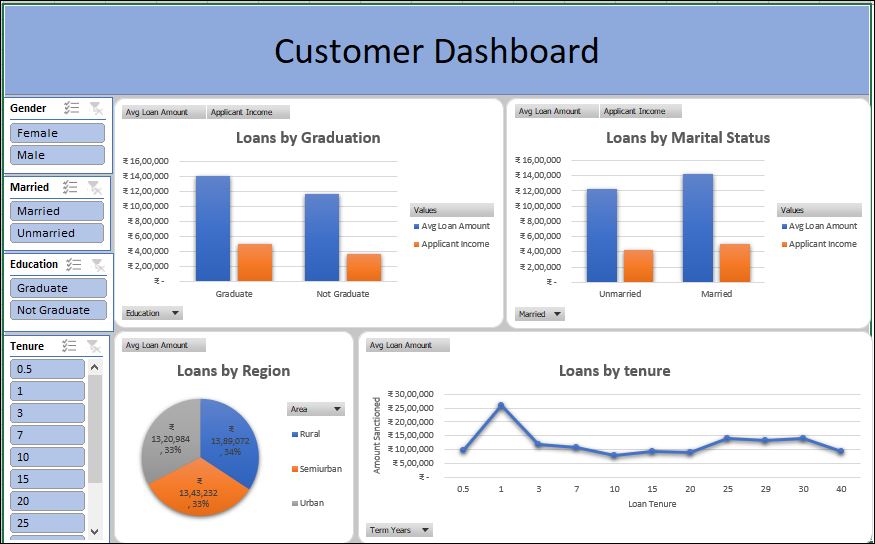 Customer Dashboard
Gender
Female
Male
Married
Married
Unmarried
Education
Graduate
Not Graduate
Tenure
0.5
1
3
7
10
15
20
25
Avg Loan Amount Applicant Income
Loans by Graduation
₹ 16,00,000
₹ 14,00,000
₹ 12,00,000
₹ 10,00,000
₹ 8,00,000
₹ 6,00,000
₹ 4,00,000
₹ 2,00,000
₹ -
Graduate Not Graduate
Values
Avg Loan Amount
Applicant Income
Education
Avg Loan Amount Applicant Income
Loans by Marital Status
₹ 16,00,000
₹ 14,00,000
₹ 12,00,000
₹ 10,00,000
₹ 8,00,000
₹ 6,00,000
₹ 4,00,000
₹ 2,00,000
₹ -
Unmarried Married
Values
Avg Loan Amount
Applicant Income
Married
Avg Loan Amount
Loans by Region
₹
13,20,984
, 33%
₹
13,89,072
, 34%
₹
13,43,232
, 33%
Area
Rural
Semiurban
Urban
Avg Loan Amount
Loans by tenure
Amount Sanctioned
₹ 30,00,000
₹ 25,00,000
₹ 20,00,000
₹ 15,00,000
₹ 10,00,000
₹ 5,00,000
₹ -
0.5 1 3 7 10 15 20 25 29 30 40
Loan Tenure
Term Years